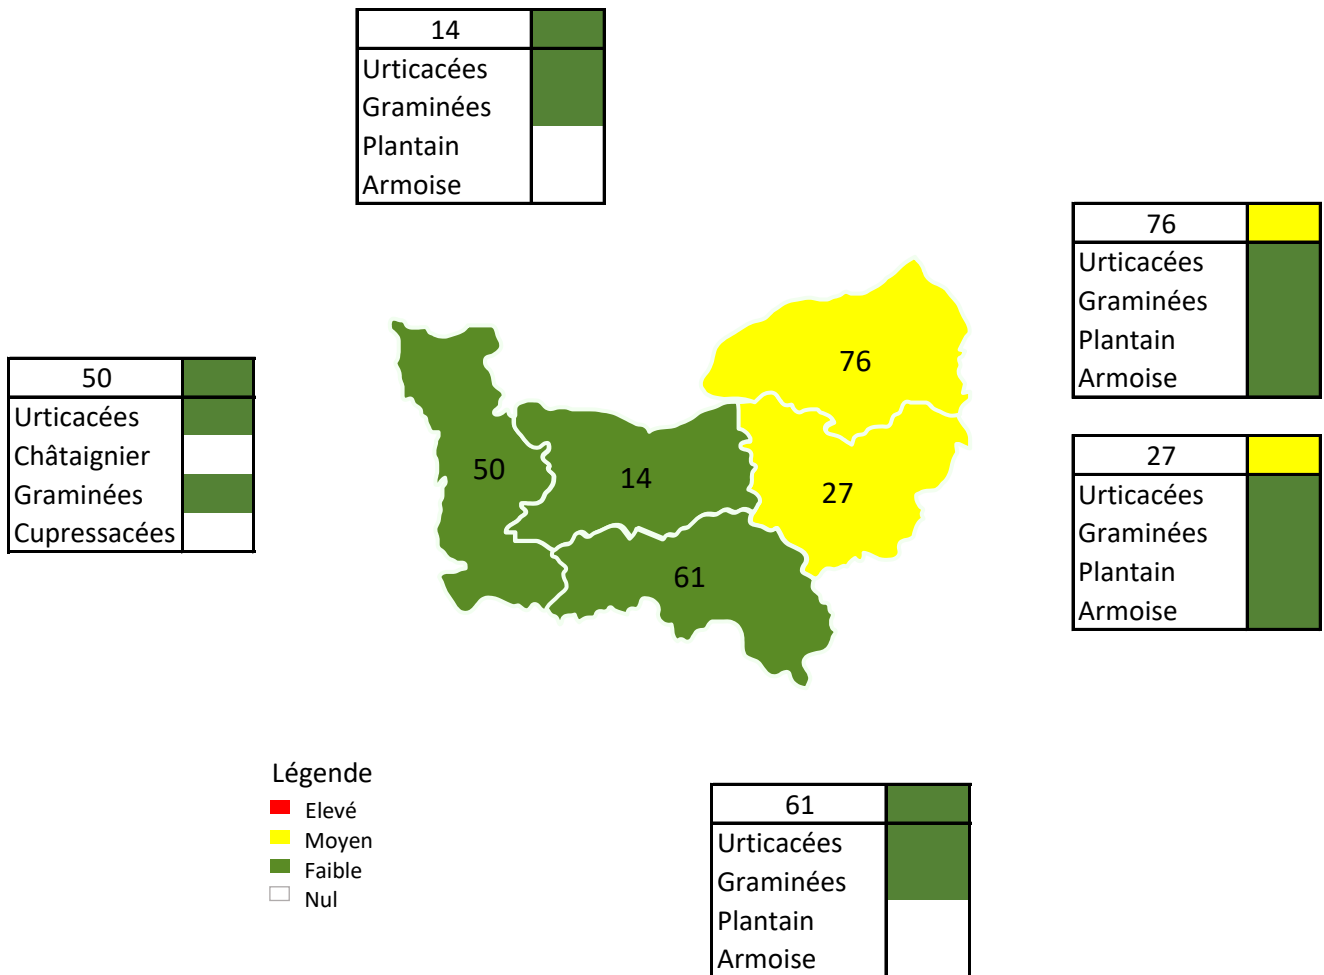 14
Urticacées
Graminées
Plantain
Armoise
76
Urticacées
Graminées
Plantain
Armoise
50
Urticacées
Châtaignier
Graminées
Cupressacées
76
50
14
27
61
27
Urticacées
Graminées
Plantain
Armoise
Légende
Elevé
Moyen
Faible
Nul
61
Urticacées
Graminées
Plantain
Armoise